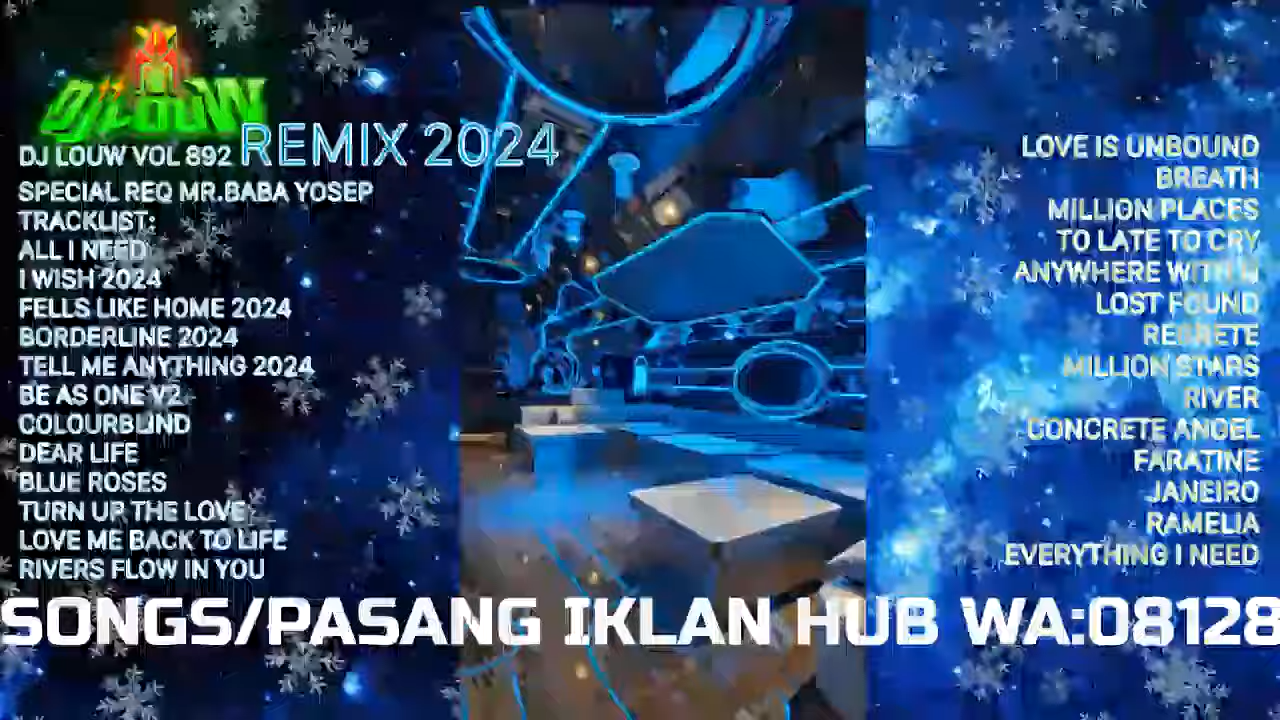 DJ LOUW
REMIX 2024
DJ LOUW VOL 892
SPECIAL REQ MR.BABA YOSEP
TRACKLIST:
ALL I NEED
I WISH 2024
FELLS LIKE HOME 2024
BORDERLINE 2024
TELL ME ANYTHING 2024
BE AS ONE V2
COLOURBLIND
DEAR LIFE
BLUE ROSES
TURN UP THE LOVE
LOVE ME BACK TO LIFE
RIVERS FLOW IN YOU
LOVE IS UNBOUND
BREATH
MILLION PLACES
TO LATE TO CRY
ANYWHERE WITH
LOST FOUND
REGRETE
MILLION STARS
RIVER
CONCRETE ANGEL
FARATINE
JANEIRO
RAMELIA
EVERYTHING I NEED
SONGS/PASANG IKLAN HUB WA:08128